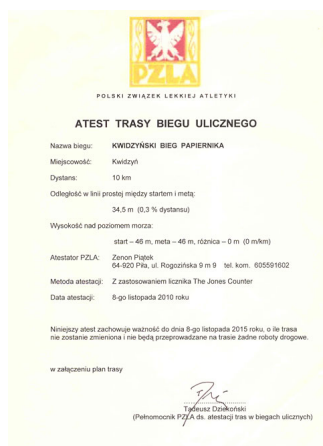 PZLA
POLSKI ZWIĄZEK LEKKIEJ ATLETYKI
ATEST TRASY BIEGU ULICZNEGO
Nazwa biegu: KWIDZYŃSKI BIEG PAPIERNIKA
Miejscowość: Kwidzyń
Dystans: 10 km
Odległość w linii prostej między startem i metą:
34,5 m (0,3 % dystansu)
Wysokość nad poziomem morza:
start – 46 m, meta – 46 m, różnica – 0 m (0 m/km)
Atestator PZLA: Zenon Piątek
64-920 Piła, ul. Rogozińska 9 m 9 tel. kom. 605591602
Metoda atestacji: Z zastosowaniem licznika The Jones Counter
Data atestacji: 8-go listopada 2010 roku
Niniejszy atest zachowuje ważność do dnia 8-go listopada 2015 roku, o ile trasa
nie zostanie zmieniona i nie będą przeprowadzane na trasie żadne roboty drogowe.
w załączeniu plan trasy
Tadeusz Dziekoński
(Pełnomocnik PZLA ds. atestacji tras w biegach ulicznych)